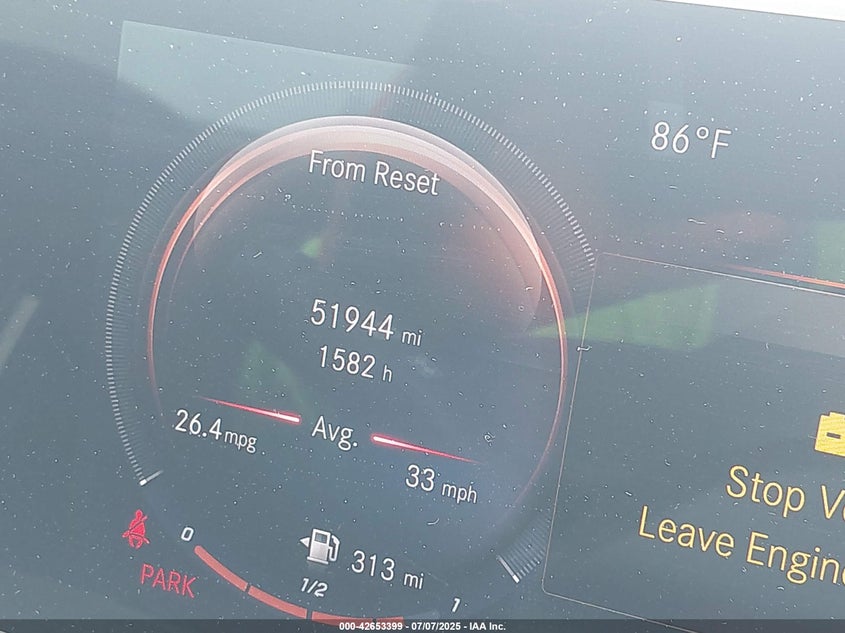 86°F
From Reset
51944 mi
1582 h
26.4 mpg
Avg.
33 mph
Stop
Leave
0
313 mi
PARK
1/2
1
000-42653399 - 07/07/2025 - IAA Inc.